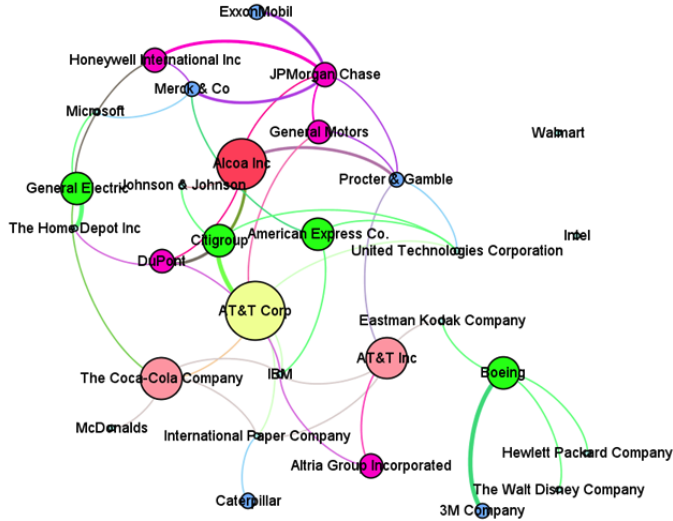 ExxonMobil
Honeywell International Inc
JPMorgan Chase
Merck & Co
Microsoft
General Motors
Walmart
Alcoa Inc
Procter & Gamble
General Electric
Johnson & Johnson
The Home Depot Inc
Citigroup
American Express Co.
Intel
United Technologies Corporation
DuPont
AT&T Corp
Eastman Kodak Company
AT&T Inc
The Coca-Cola Company
IBM
Boeing
McDonalds
International Paper Company
Hewlett Packard Company
Altria Group Incorporated
The Walt Disney Company
Caterpillar
3M Company